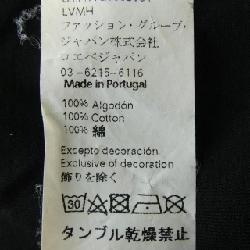 LVMH
ファッション・グループ・
ジャパン株式会社
ロエベジャパン
03-6215-6116
Made in Portugal
100% Algodón
100% Cotton
100% 綿
Excepto decoración
Exclusive of decoration
飾りを除く
30
タンブル乾燥禁止